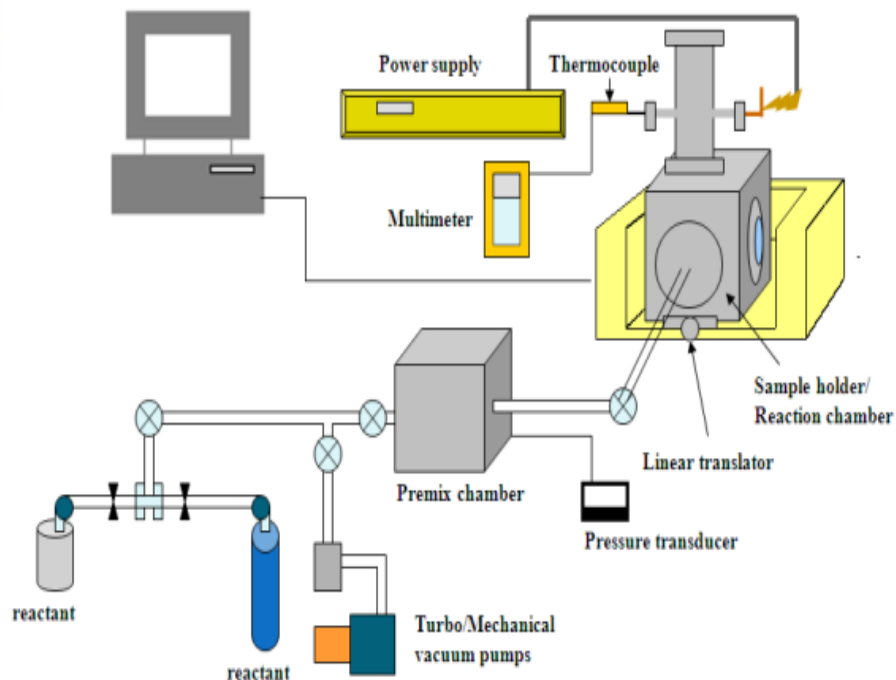 Power supply
Thermocouple
Multimeter
Sample holder/
Reaction chamber
Linear translator
Premix chamber
Pressure transducer
reactant
Turbo/Mechanical
vacuum pumps
reactant